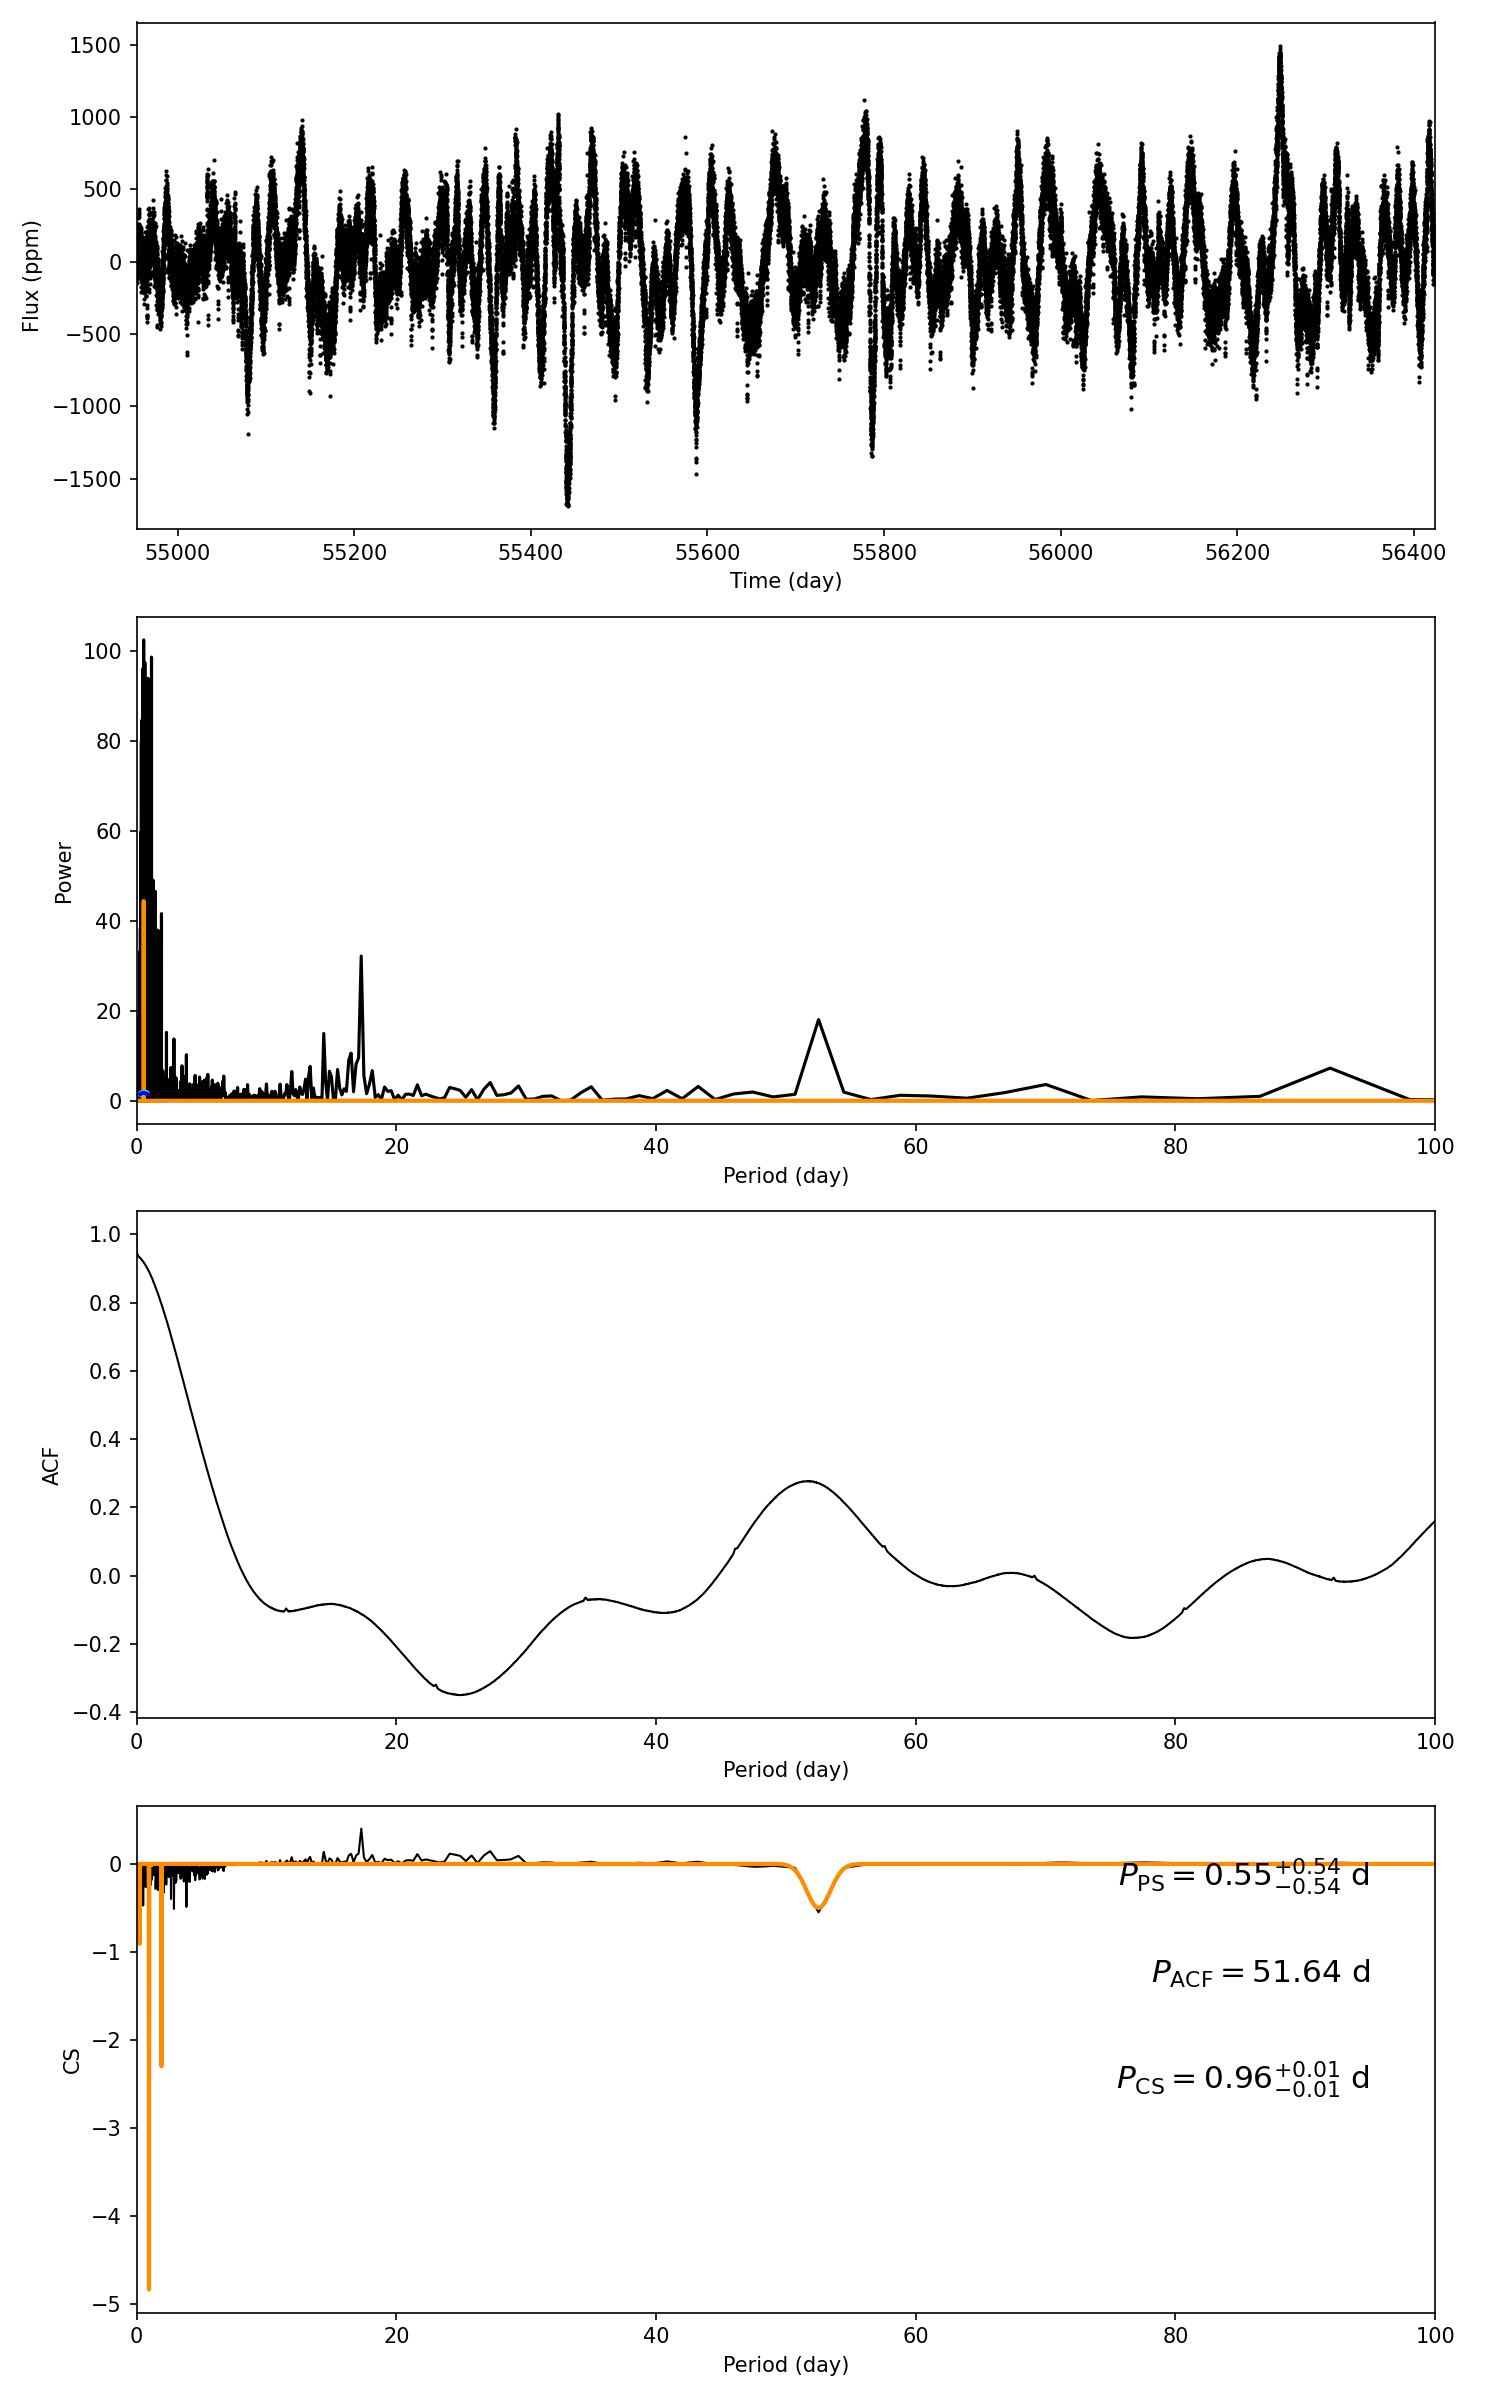 1500
1000
500
0
−500
−1000
−1500
Flux (ppm)
55000 55200 55400 55600 55800 56000 56200 56400
Time (day)
100
80
60
40
20
0
Power
0 20 40 60 80 100
Period (day)
1.0
0.8
0.6
0.4
0.2
0.0
−0.2
−0.4
ACF
0 20 40 60 80 100
Period (day)
0
−1
−2
−3
−4
−5
CS
P_PS = 0.55^{+0.54}_{−0.54} d
P_ACF = 51.64 d
P_CS = 0.96^{+0.01}_{−0.01} d
0 20 40 60 80 100
Period (day)